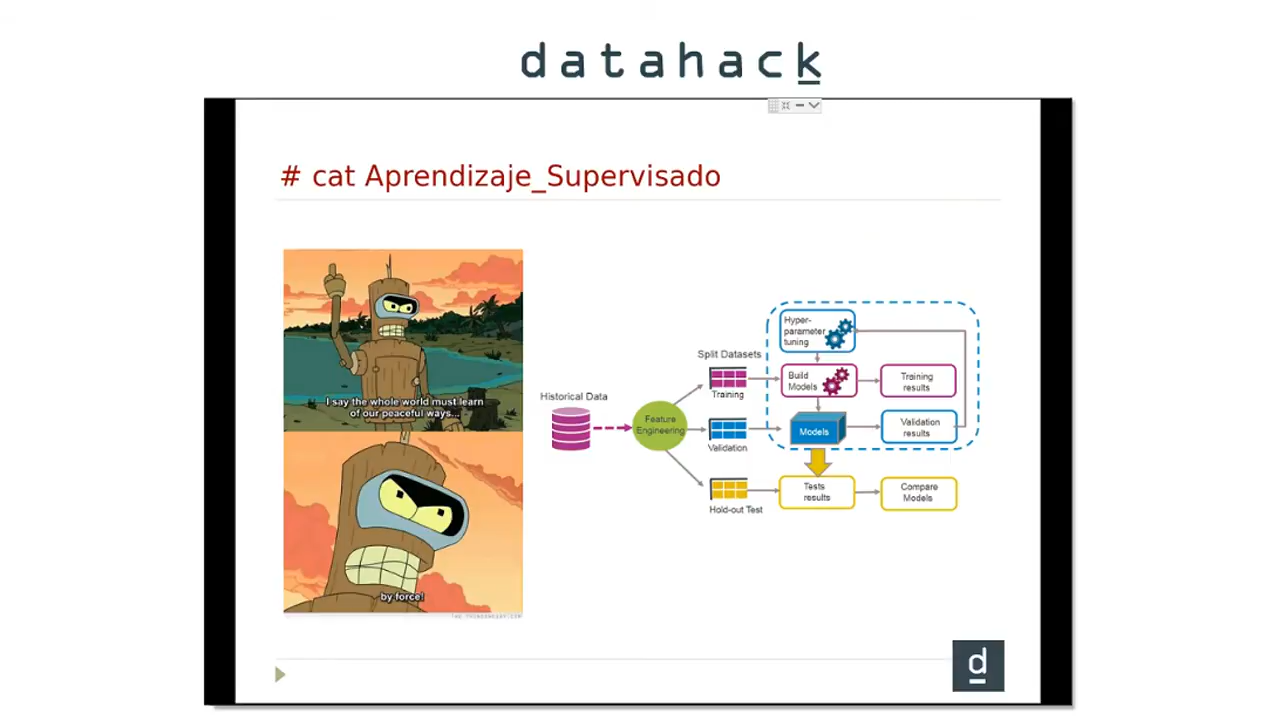 datahack
# cat Aprendizaje_Supervisado
I say the whole world must learn
of our peaceful ways...
by force!
Historical Data
Feature
Engineering
Split Datasets
Training
Validation
Hold-out Test
Hyper-
parameter
tuning
Build
Models
Training
results
Models
Validation
results
Tests
results
Compare
Models
d